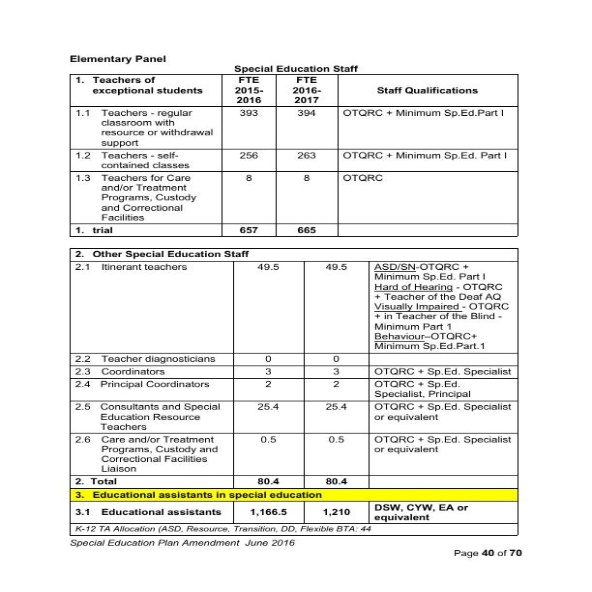 Elementary Panel
Special Education Staff
1. Teachers of exceptional students FTE 2015-2016 FTE 2016-2017 Staff Qualifications
1.1 Teachers - regular classroom with resource or withdrawal support 393 394 OTQRC + Minimum Sp.Ed.Part I
1.2 Teachers - self-contained classes 256 263 OTQRC + Minimum Sp.Ed. Part I
1.3 Teachers for Care and/or Treatment Programs, Custody and Correctional Facilities 8 8 OTQRC
1. trial 657 665
2. Other Special Education Staff
2.1 Itinerant teachers 49.5 49.5 ASD/SN-OTQRC +
Minimum Sp.Ed. Part I
Hard of Hearing - OTQRC
+ Teacher of the Deaf AQ
Visually Impaired - OTQRC
+ in Teacher of the Blind -
Minimum Part 1
Behaviour–OTQRC+
Minimum Sp.Ed.Part.1
2.2 Teacher diagnosticians 0 0
2.3 Coordinators 3 3 OTQRC + Sp.Ed. Specialist
2.4 Principal Coordinators 2 2 OTQRC + Sp.Ed. Specialist, Principal
2.5 Consultants and Special Education Resource Teachers 25.4 25.4 OTQRC + Sp.Ed. Specialist or equivalent
2.6 Care and/or Treatment Programs, Custody and Correctional Facilities Liaison 0.5 0.5 OTQRC + Sp.Ed. Specialist or equivalent
2. Total 80.4 80.4
3. Educational assistants in special education
3.1 Educational assistants 1,166.5 1,210 DSW, CYW, EA or equivalent
K-12 TA Allocation (ASD, Resource, Transition, DD, Flexible BTA: 44
Special Education Plan Amendment June 2016
Page 40 of 70